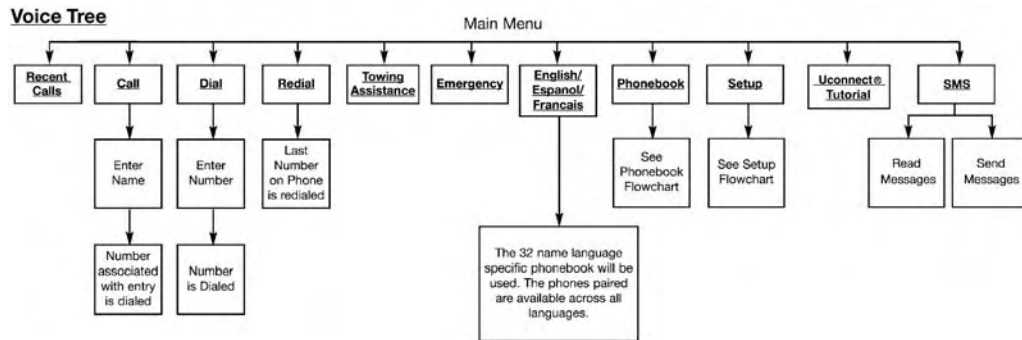 Voice Tree
Main Menu
Recent
Calls
Call
Dial
Redial
Towing
Assistance
Emergency
English/
Espanol/
Francais
Phonebook
Setup
Uconnect®
Tutorial
SMS
Enter
Name
Enter
Number
Last
Number
on Phone
is redialed
See
Phonebook
Flowchart
See Setup
Flowchart
Read
Messages
Send
Messages
Number
associated
with entry
is dialed
Number
is Dialed
The 32 name language
specific phonebook will be
used. The phones paired
are available across all
languages.